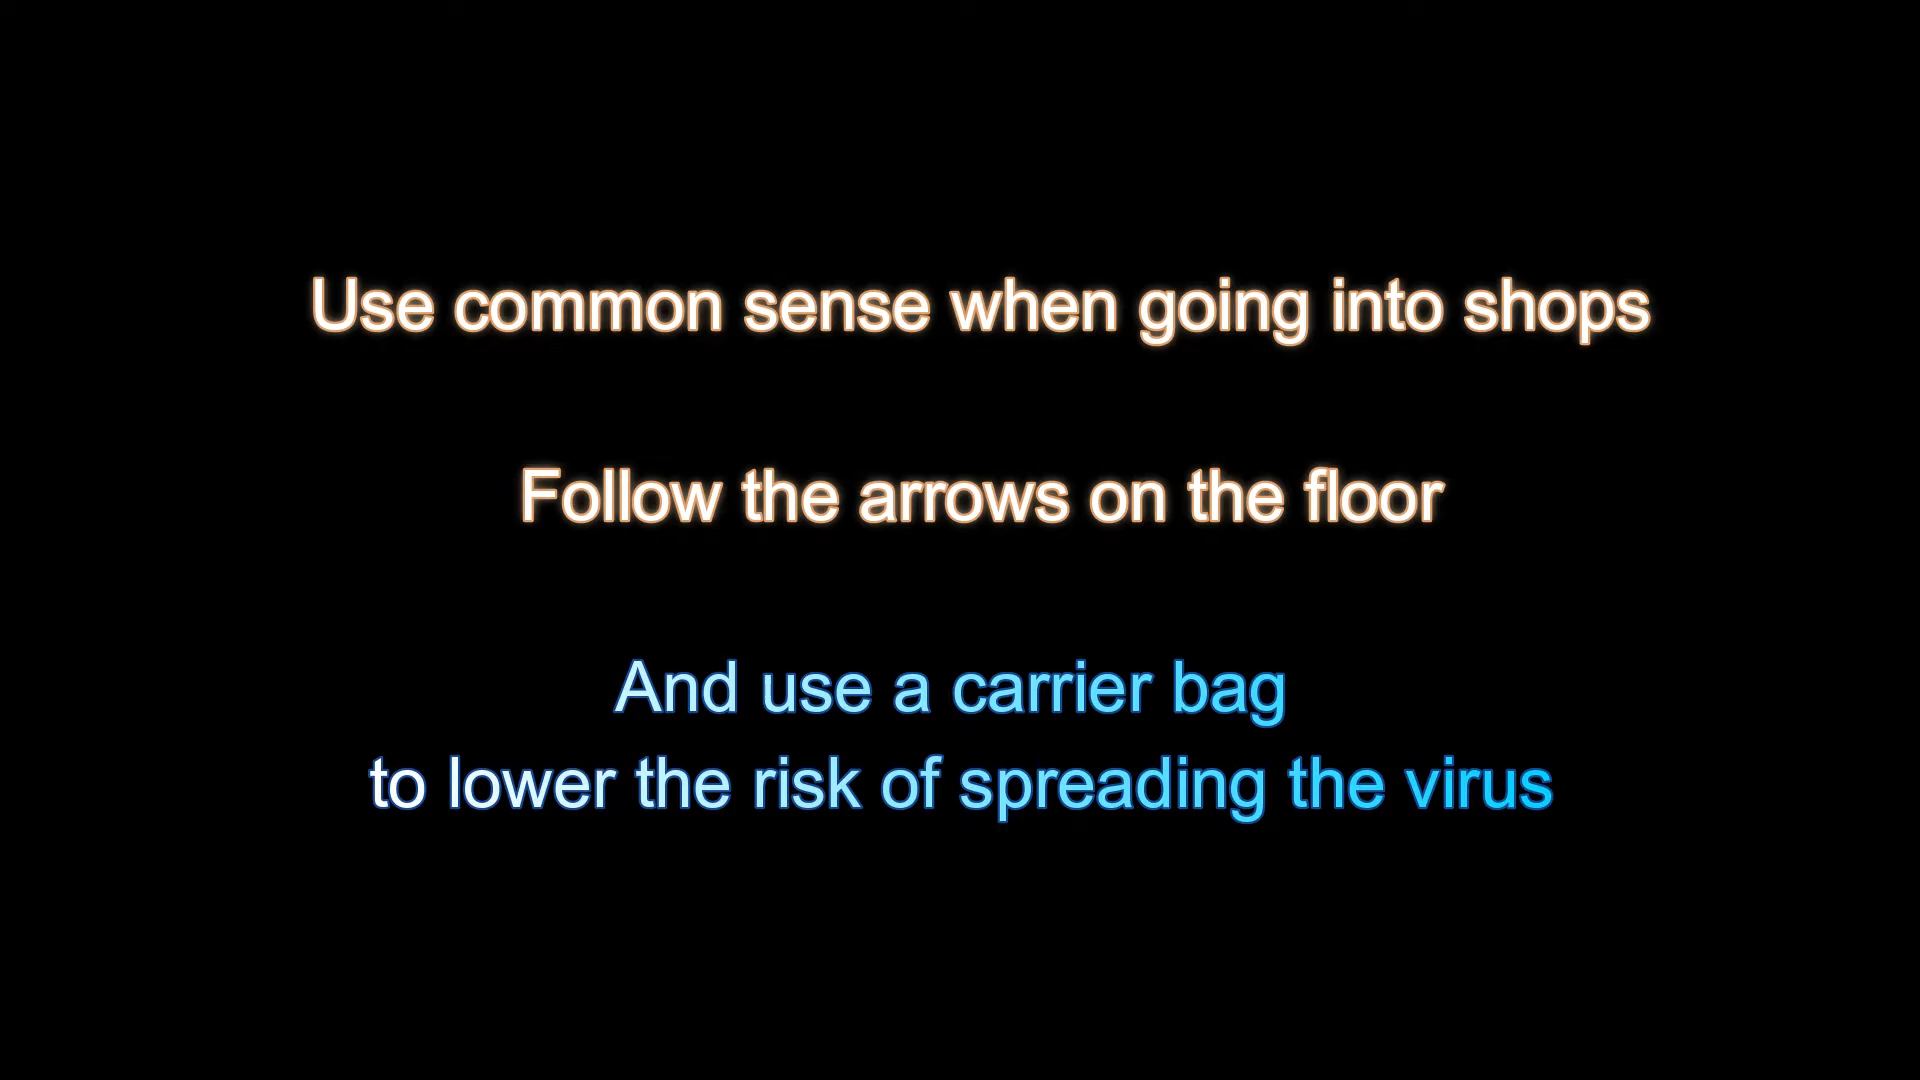 Use common sense when going into shops
Follow the arrows on the floor
And use a carrier bag
to lower the risk of spreading the virus